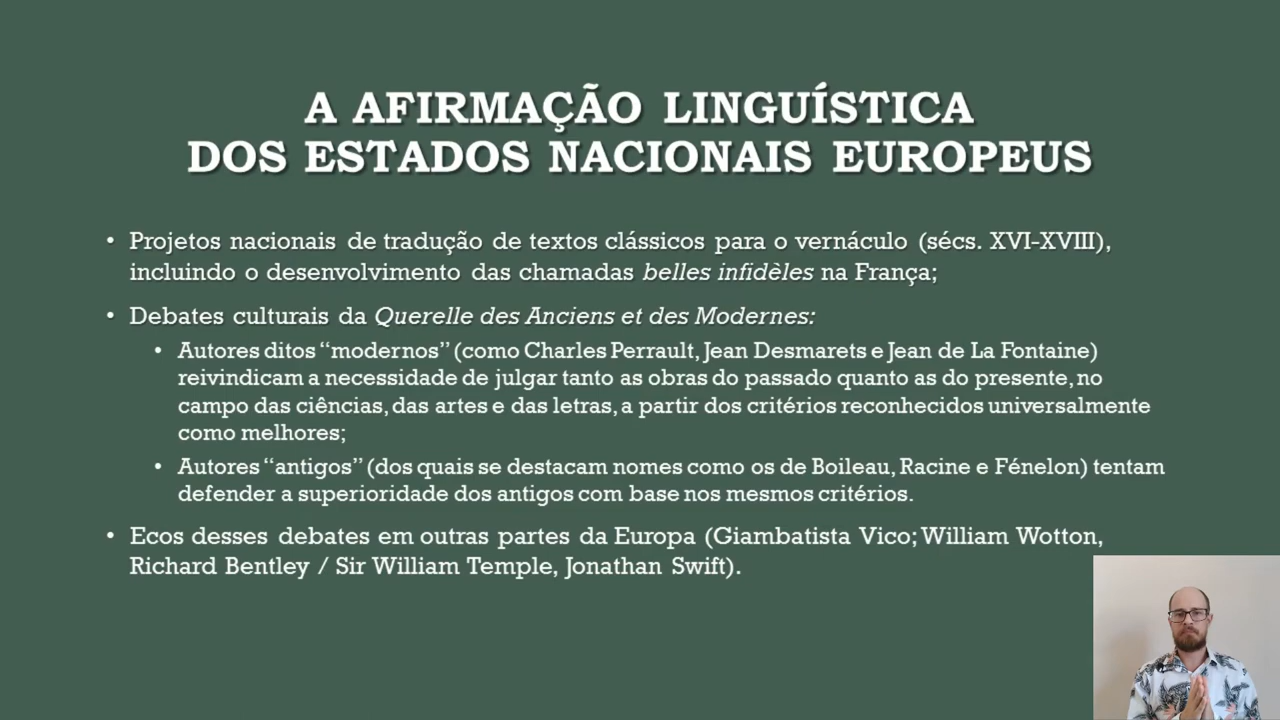 A AFIRMAÇÃO LINGUÍSTICA
DOS ESTADOS NACIONAIS EUROPEUS
• Projetos nacionais de tradução de textos clássicos para o vernáculo (sécs. XVI-XVIII),
incluindo o desenvolvimento das chamadas belles infidèles na França;
• Debates culturais da Querelle des Anciens et des Modernes:
• Autores ditos “modernos” (como Charles Perrault, Jean Desmarets e Jean de La Fontaine)
reivindicam a necessidade de julgar tanto as obras do passado quanto as do presente, no
campo das ciências, das artes e das letras, a partir dos critérios reconhecidos universalmente
como melhores;
• Autores “antigos” (dos quais se destacam nomes como os de Boileau, Racine e Fénelon) tentam
defender a superioridade dos antigos com base nos mesmos critérios.
• Ecos desses debates em outras partes da Europa (Giambatista Vico; William Wotton,
Richard Bentley / Sir William Temple, Jonathan Swift).